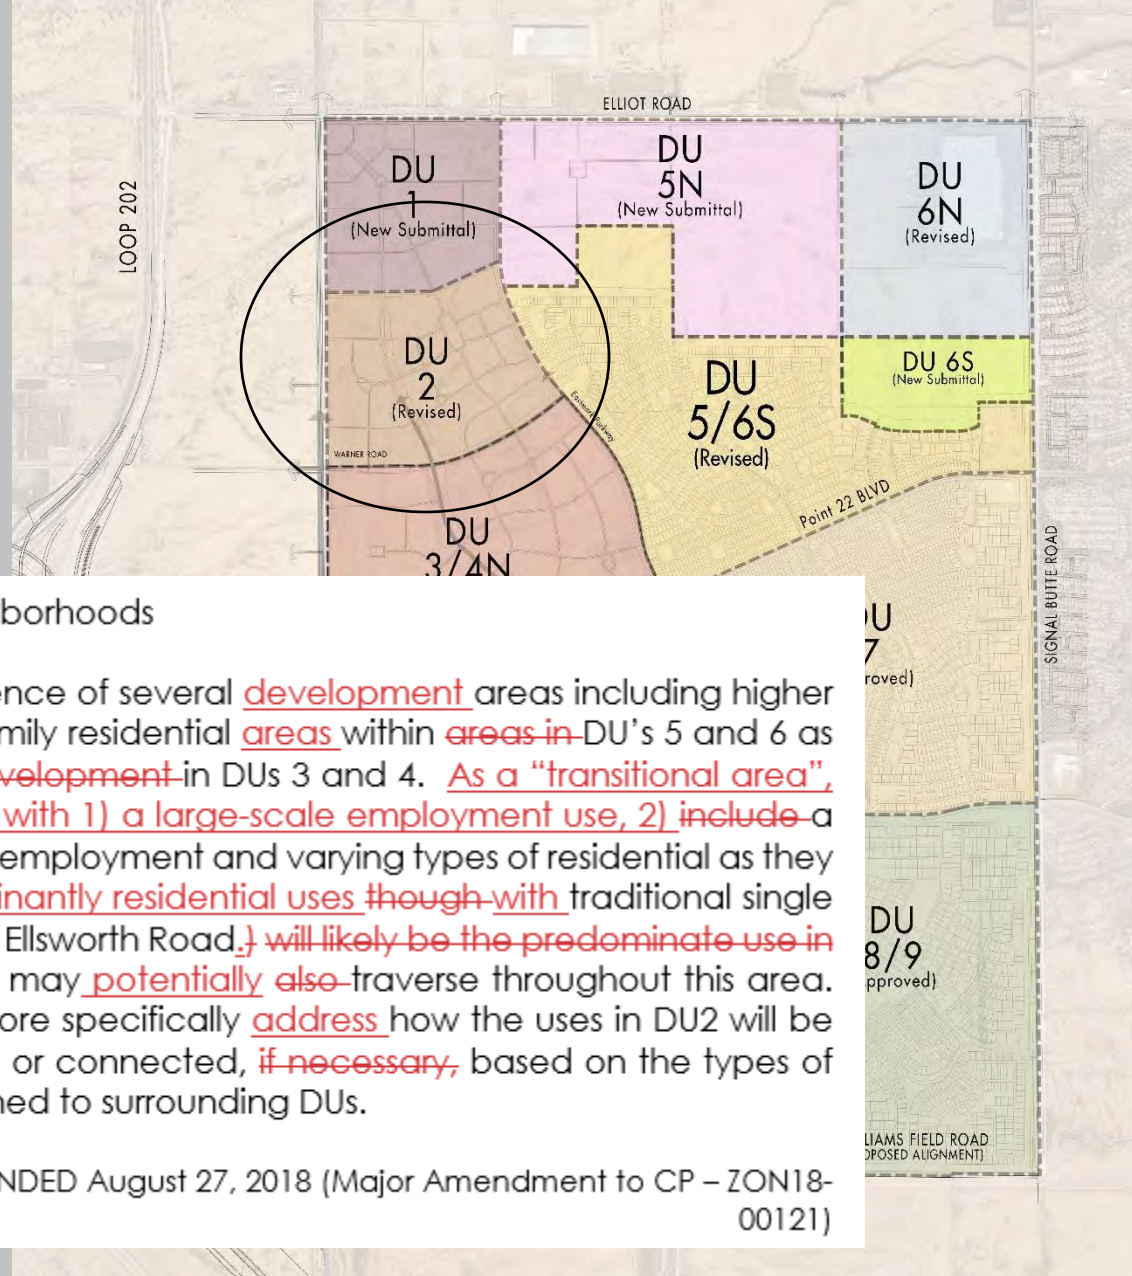 ELLIOT ROAD
LOOP 202
DU
1
(New Submittal)
DU
5N
(New Submittal)
DU
6N
(Revised)
DU
2
(Revised)
WARNER ROAD
DU 6S
(New Submittal)
DU
5/6S
(Revised)
Point 22 BLVD
DU
3/4N
SIGNAL BUTTE ROAD
borhoods
ence of several development areas including higher
mily residential areas within areas in DU's 5 and 6 as
velopment in DUs 3 and 4. As a “transitional area”,
with 1) a large-scale employment use, 2) include a
employment and varying types of residential as they
inantly residential uses though with traditional single
Ellsworth Road.) will likely be the predominate use in
may potentially also traverse throughout this area.
ore specifically address how the uses in DU2 will be
or connected, if necessary, based on the types of
ned to surrounding DUs.
NDED August 27, 2018 (Major Amendment to CP – ZON18-
00121)
U
7
roved)
DU
8/9
pproved)
LIAMS FIELD ROAD
OPOSED ALIGNMENT)